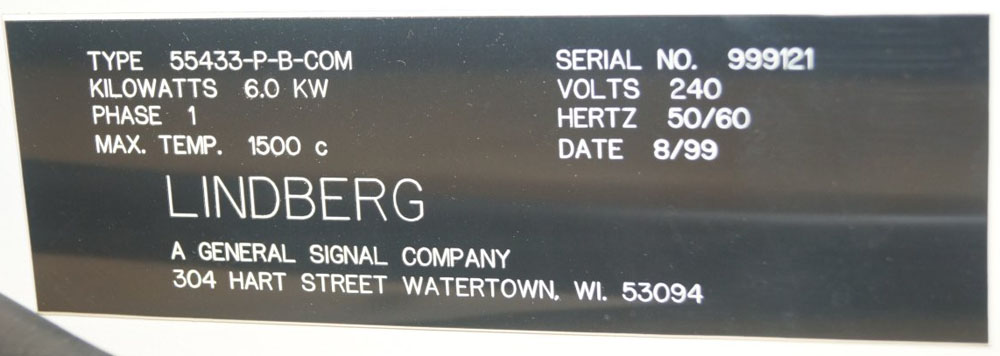 TYPE 55433-P-B-COM SERIAL NO. 999121
KILOWATTS 6.0 KW VOLTS 240
PHASE 1 HERTZ 50/60
MAX. TEMP. 1500 c DATE 8/99
LINDBERG
A GENERAL SIGNAL COMPANY
304 HART STREET WATERTOWN, WI. 53094